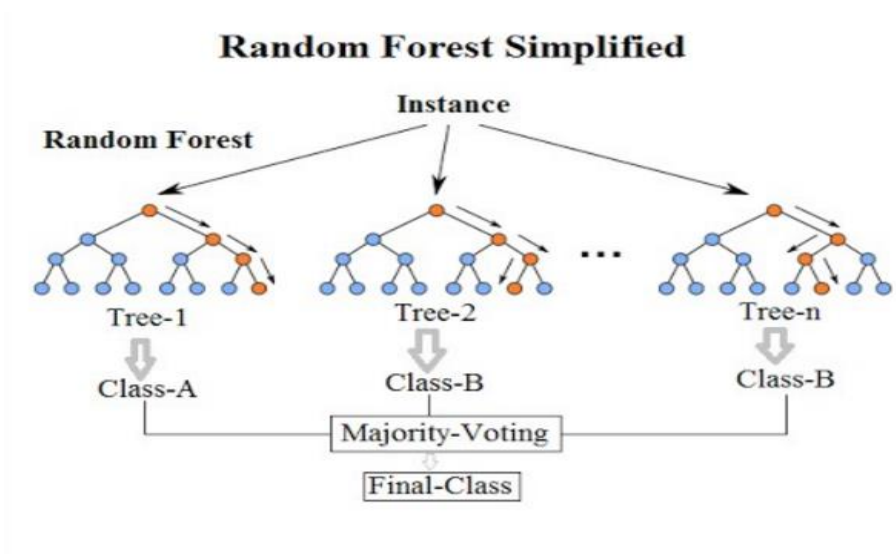 Random Forest Simplified
Instance
Random Forest
...
Tree-1
Tree-2
Tree-n
Class-A
Class-B
Class-B
Majority-Voting
Final-Class